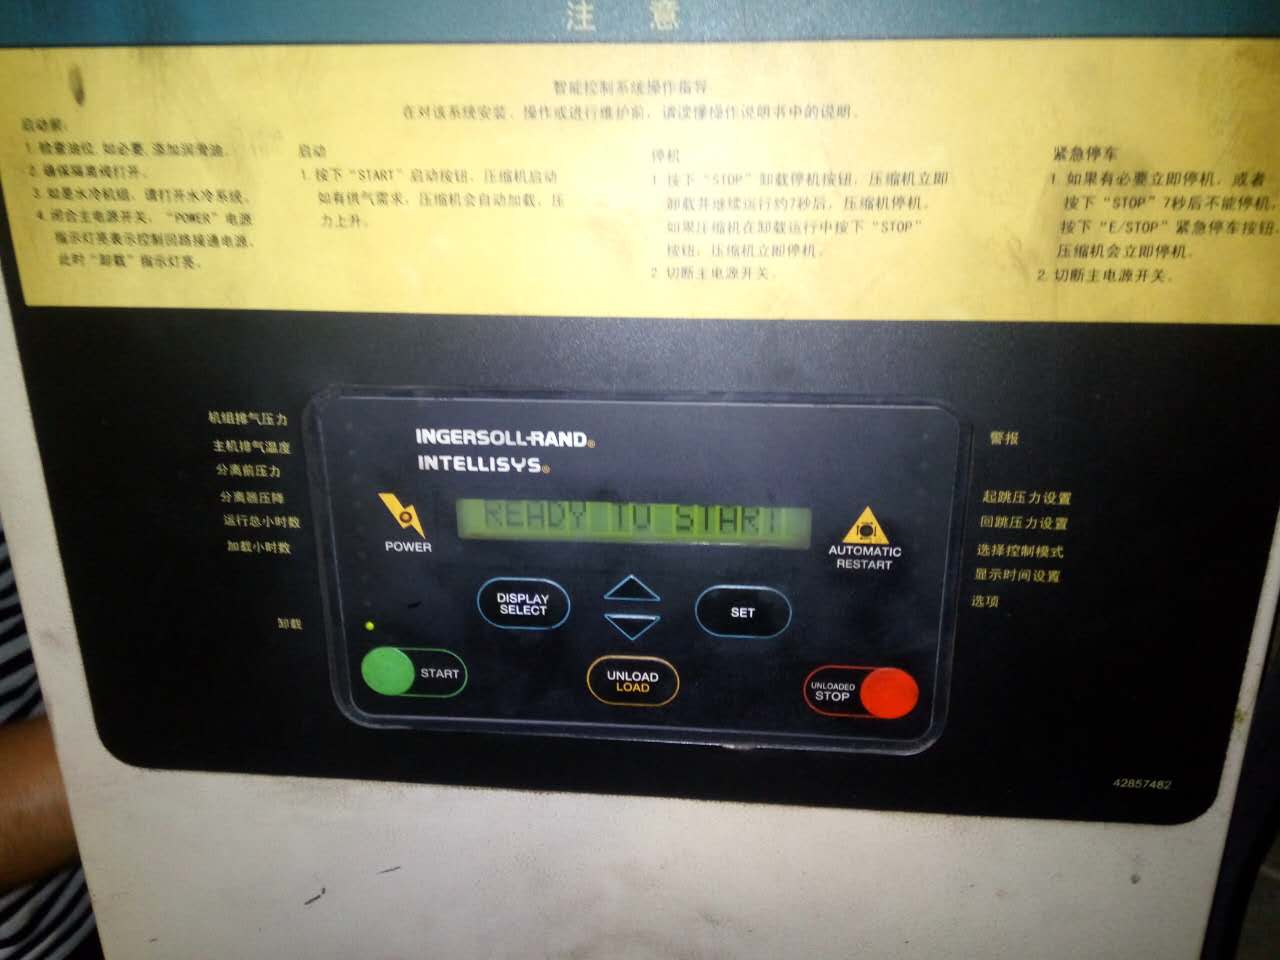 注 意
智能控制系统操作指导
在对该系统安装、操作或进行维护前，请读懂操作说明书中的说明。
启动前:
1. 检查油位, 如必要, 添加润滑油。
2. 确保隔离阀打开。
3. 如是水冷机组, 请打开水冷系统。
4. 闭合主电源开关, “POWER” 电源
指示灯亮表示控制回路接通电源。
此时“卸载”指示灯亮。
启动
1. 按下“START”启动按钮, 压缩机启动
如有供气需求, 压缩机会自动加载, 压
力上升。
停机
1 按下“STOP”卸载停机按钮, 压缩机立即
卸载并继续运行约7秒后, 压缩机停机。
如果压缩机在卸载运行中按下“STOP”
按钮, 压缩机立即停机。
2 切断主电源开关。
紧急停车
1. 如果有必要立即停机, 或者
按下“STOP”7秒后不能停机,
按下“E/STOP”紧急停车按钮,
压缩机会立即停机。
2. 切断主电源开关。
机组排气压力
主机排气温度
分离前压力
分离器压降
运行总小时数
加载小时数
卸载
INGERSOLL-RAND®
INTELLISYS®
POWER
READY TO START
AUTOMATIC
RESTART
DISPLAY
SELECT
SET
START
UNLOAD
LOAD
UNLOADED
STOP
警报
起跳压力设置
回跳压力设置
选择控制模式
显示时间设置
选项
42857482